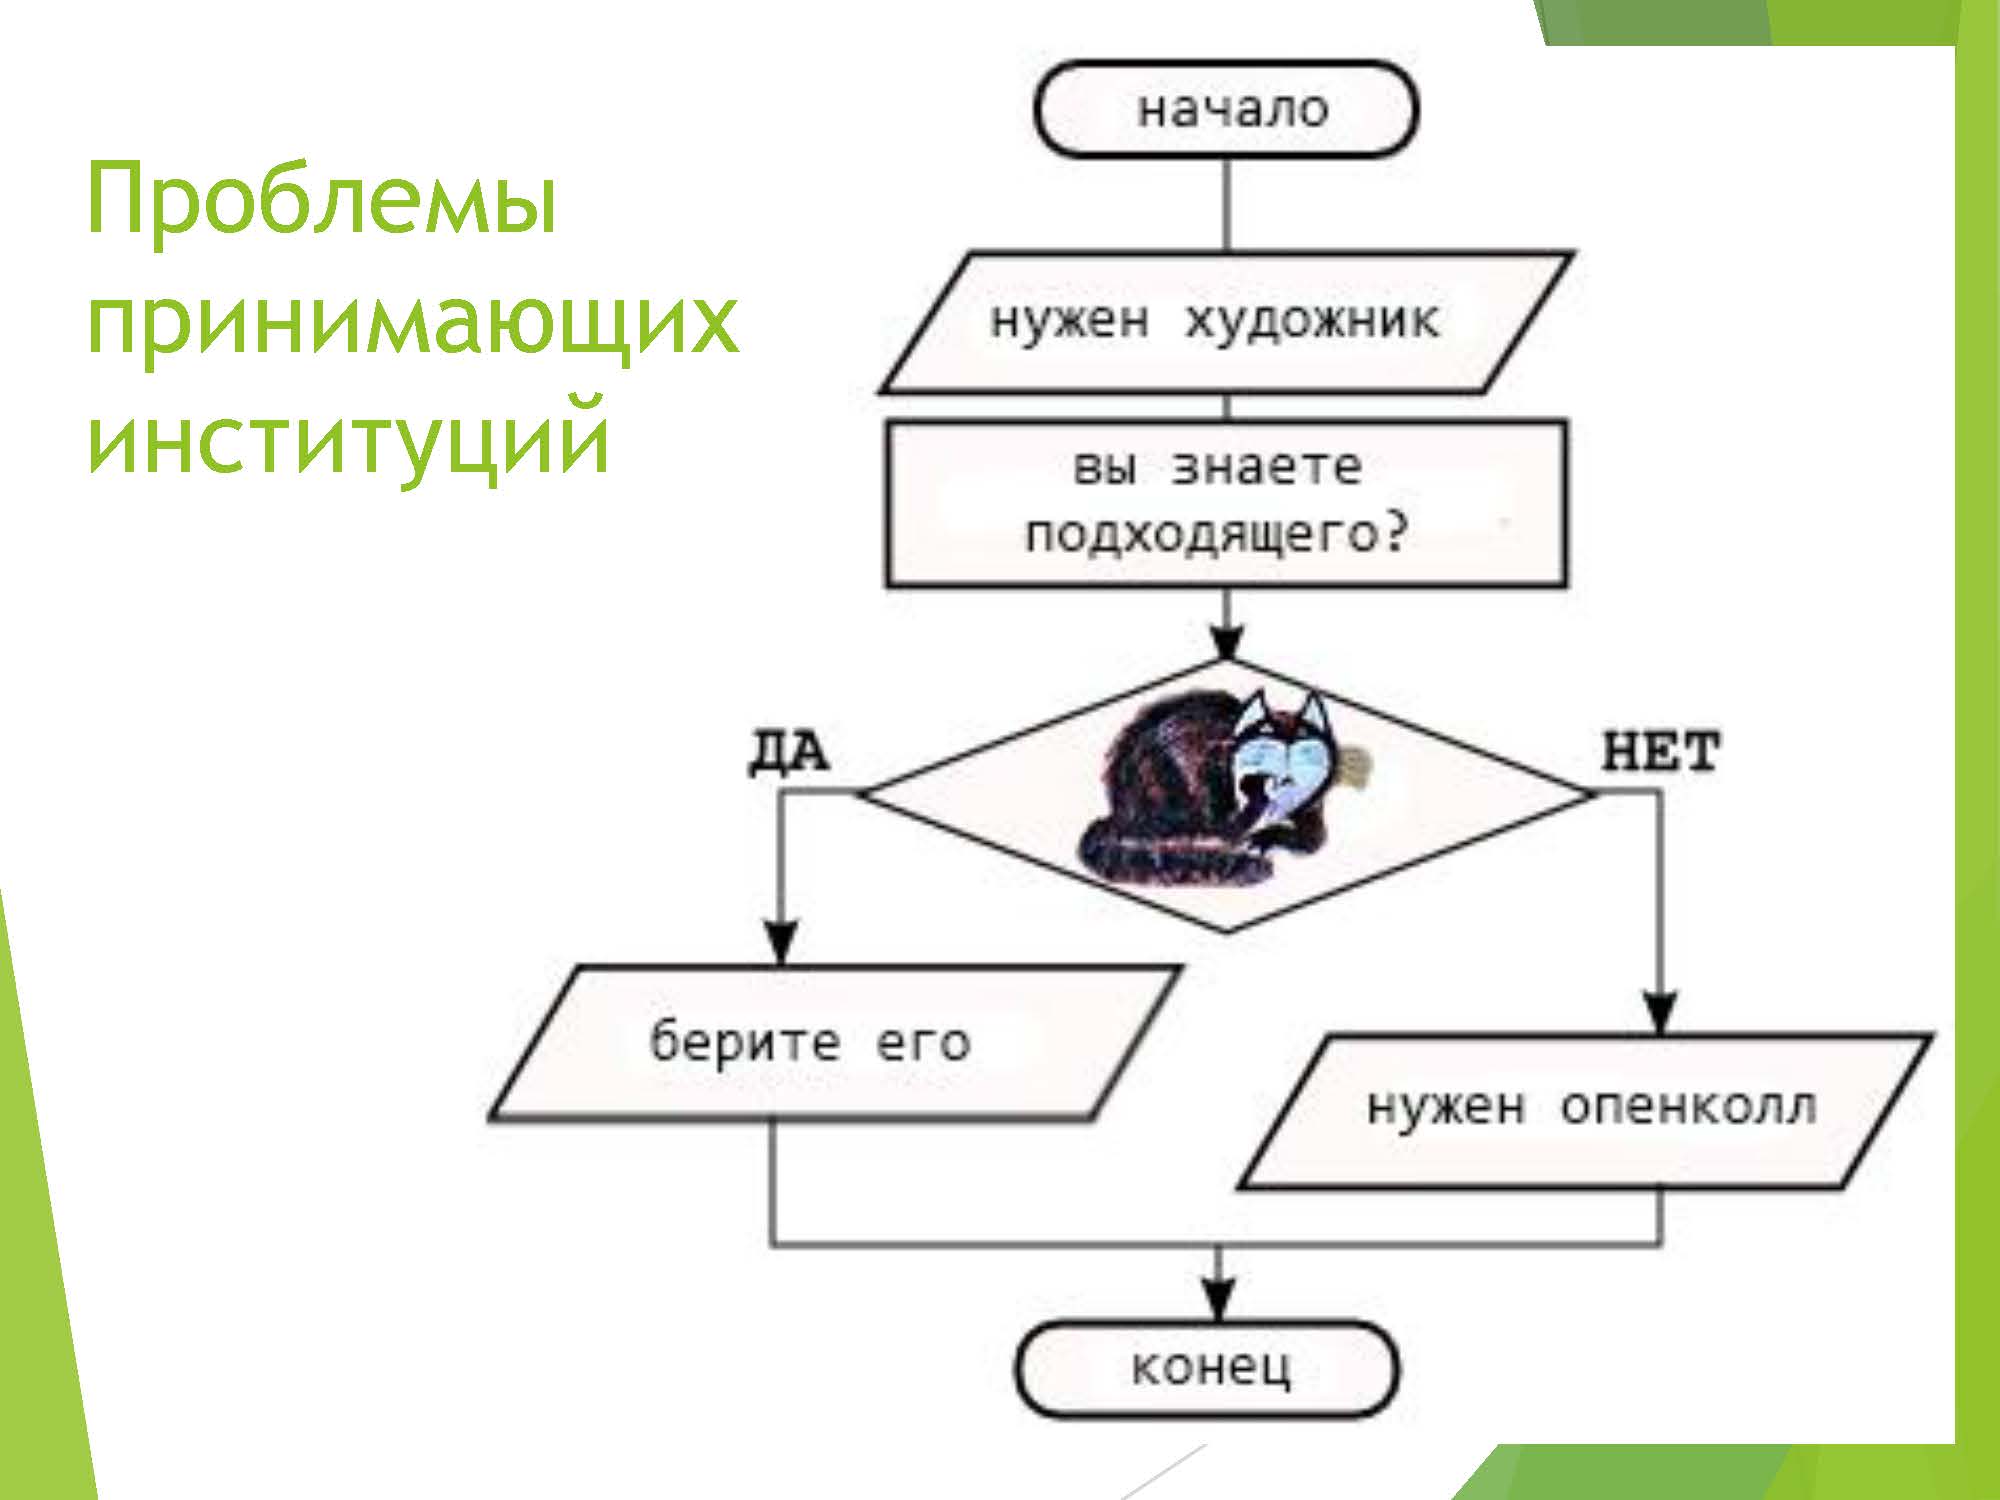 Проблемы
принимающих
институций
начало
нужен художник
вы знаете
подходящего?
ДА
НЕТ
берите его
нужен опенколл
конец